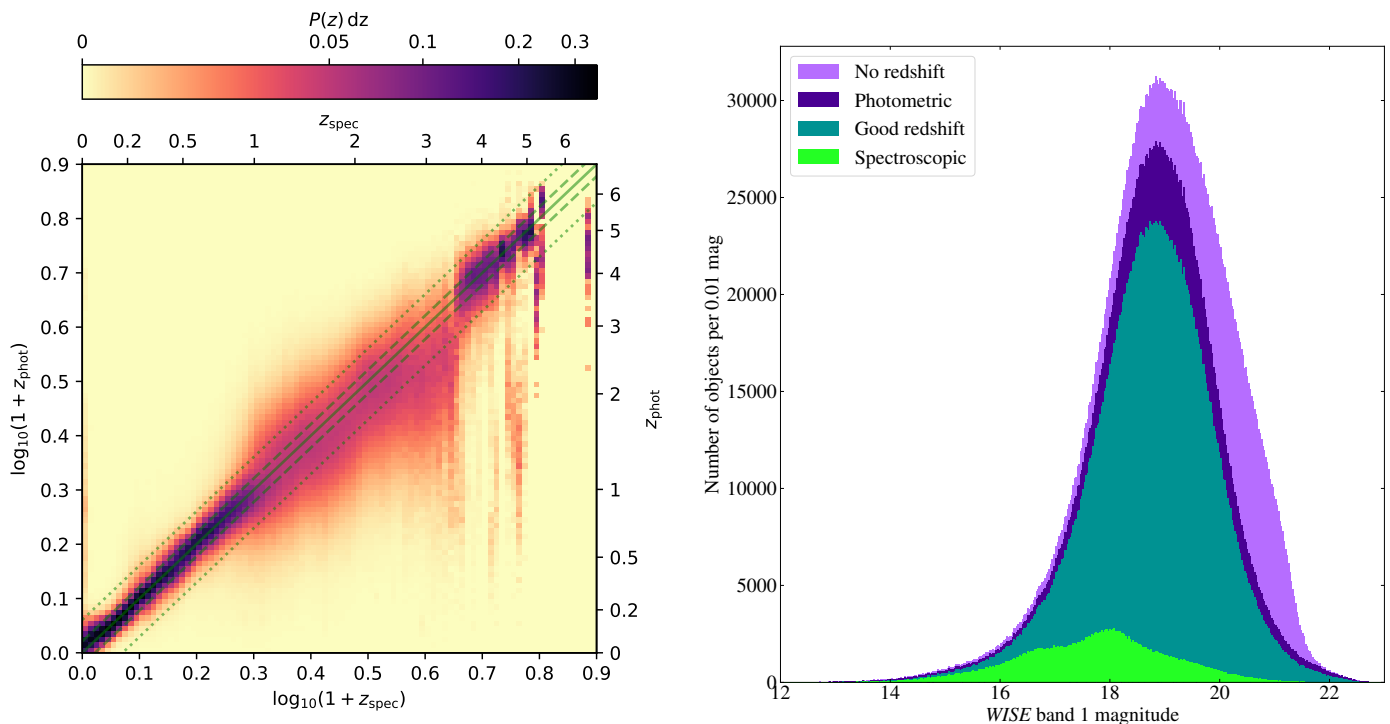 P(z) dz
0 0.05 0.1 0.2 0.3
z_spec
0 0.2 0.5 1 2 3 4 5 6
0.9
0.8
0.7
0.6
0.5
0.4
0.3
0.2
0.1
0.0
log₁₀(1 + z_phot)
6
5
4
3
2
1
0.5
0.2
0
z_phot
0.0 0.1 0.2 0.3 0.4 0.5 0.6 0.7 0.8 0.9
log₁₀(1 + z_spec)
No redshift
Photometric
Good redshift
Spectroscopic
30000
25000
20000
15000
10000
5000
0
Number of objects per 0.01 mag
12 14 16 18 20 22
WISE band 1 magnitude